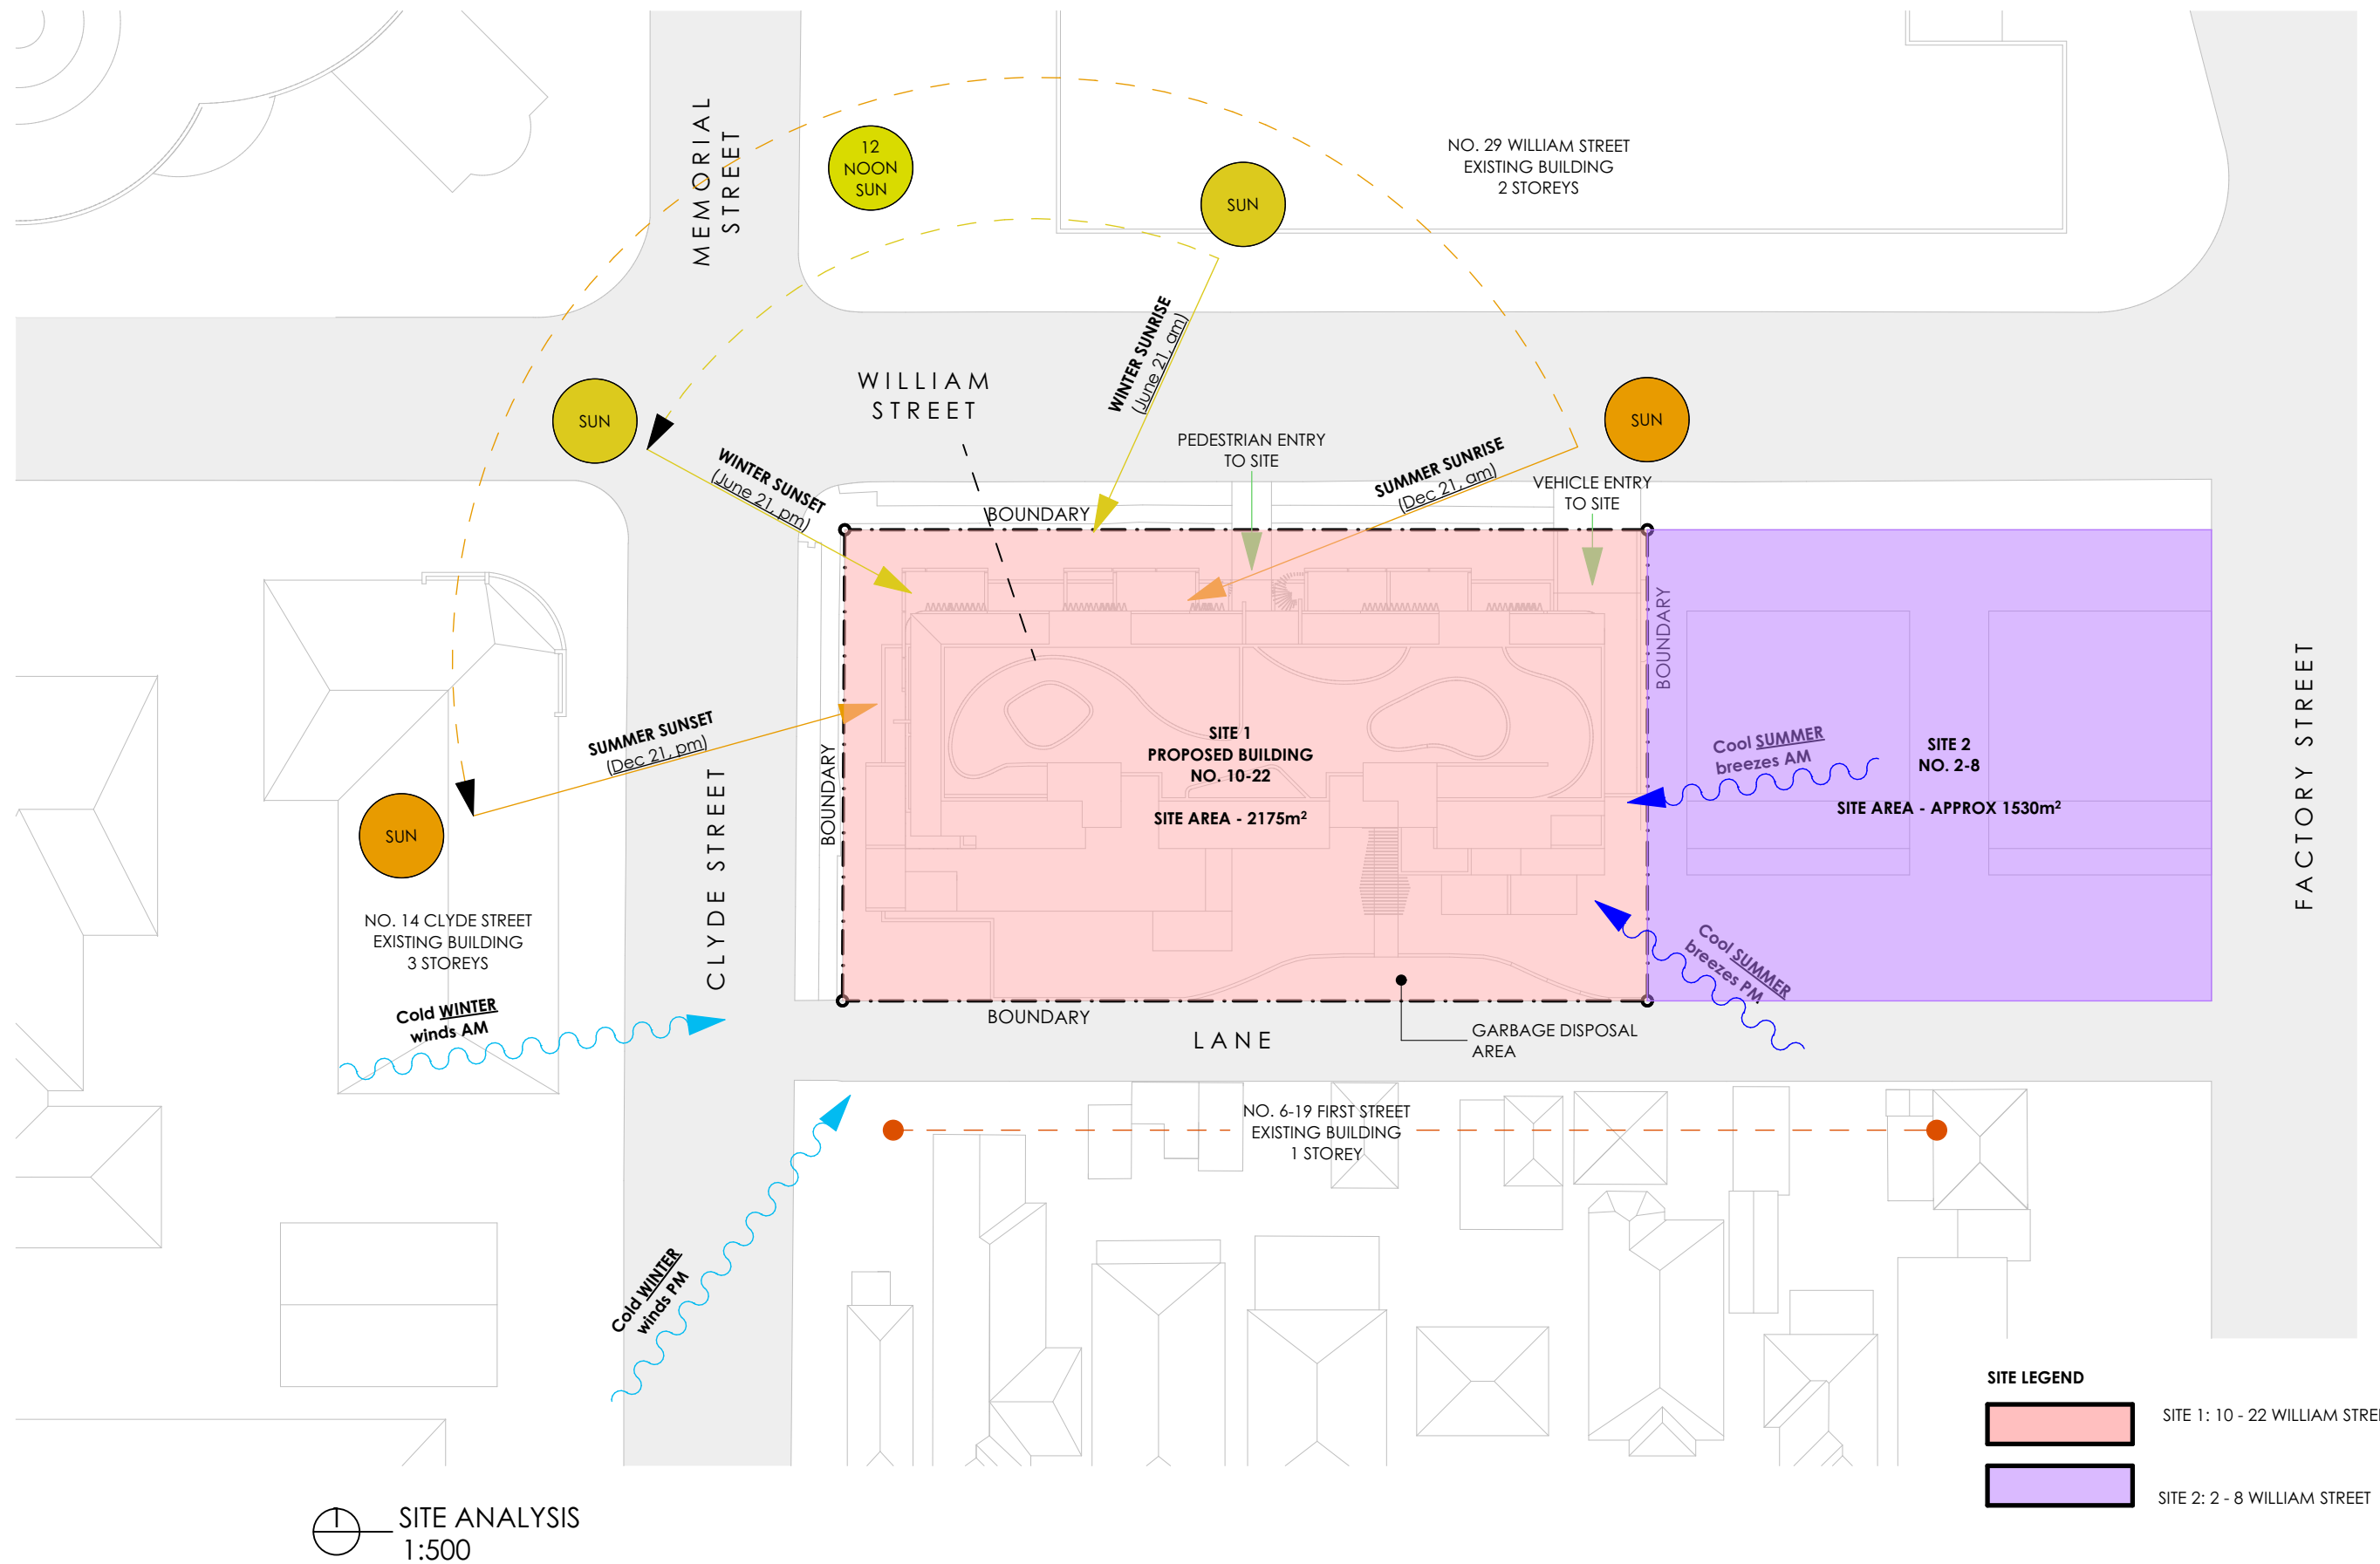 MEMORIAL
STREET
12
NOON
SUN
SUN
NO. 29 WILLIAM STREET
EXISTING BUILDING
2 STOREYS
WINTER SUNRISE
(June 21, am)
WILLIAM
STREET
SUN
SUN
PEDESTRIAN ENTRY
TO SITE
WINTER SUNSET
(June 21, pm)
SUMMER SUNRISE
(Dec 21, am)
VEHICLE ENTRY
TO SITE
BOUNDARY
BOUNDARY
SUMMER SUNSET
(Dec 21, pm)
SUN
CLYDE STREET
BOUNDARY
SITE 1
PROPOSED BUILDING
NO. 10-22
SITE AREA - 2175m²
Cool SUMMER
breezes AM
SITE 2
NO. 2-8
SITE AREA - APPROX 1530m²
FACTORY STREET
NO. 14 CLYDE STREET
EXISTING BUILDING
3 STOREYS
Cold WINTER
winds AM
Cool SUMMER
breezes PM
BOUNDARY
LANE
GARBAGE DISPOSAL
AREA
NO. 6-19 FIRST STREET
EXISTING BUILDING
1 STOREY
Cold WINTER
winds PM
SITE LEGEND
SITE 1: 10 - 22 WILLIAM STRE
SITE 2: 2 - 8 WILLIAM STREET
1
SITE ANALYSIS
1:500